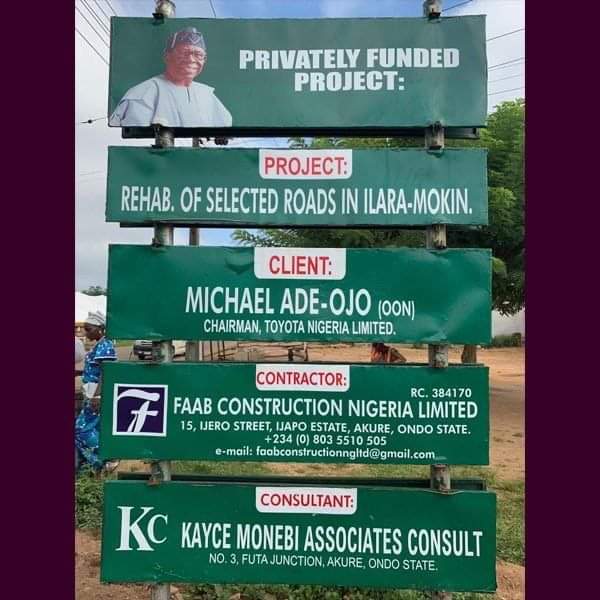 PRIVATELY FUNDED
PROJECT:
PROJECT:
REHAB. OF SELECTED ROADS IN ILARA-MOKIN.
CLIENT:
MICHAEL ADE-OJO (OON)
CHAIRMAN, TOYOTA NIGERIA LIMITED.
CONTRACTOR:
RC. 384170
FAAB CONSTRUCTION NIGERIA LIMITED
15, IJERO STREET, IJAPO ESTATE, AKURE, ONDO STATE.
+234 (0) 803 5510 505
e-mail: faabconstructionngltd@gmail.com
CONSULTANT:
KC KAYCE MONEBI ASSOCIATES CONSULT
NO. 3, FUTA JUNCTION, AKURE, ONDO STATE.